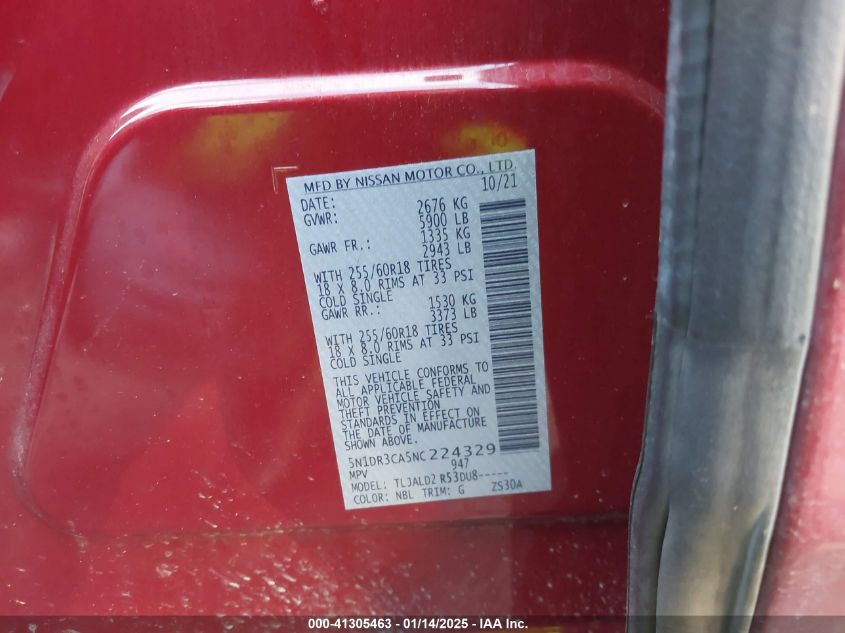 MFD BY NISSAN MOTOR CO., LTD.
DATE: 10/21
GVWR: 2676 KG
5900 LB
GAWR FR.: 1335 KG
2943 LB
WITH 255/60R18 TIRES
18 X 8.0 RIMS AT 33 PSI
COLD SINGLE
GAWR RR.: 1530 KG
3373 LB
WITH 255/60R18 TIRES
18 X 8.0 RIMS AT 33 PSI
COLD SINGLE
THIS VEHICLE CONFORMS TO
ALL APPLICABLE FEDERAL
MOTOR VEHICLE SAFETY AND
THEFT PREVENTION
STANDARDS IN EFFECT ON
THE DATE OF MANUFACTURE
SHOWN ABOVE.
5N1DR3CA5NC224329
MPV 947
MODEL: TLJALD2 R53DU8-----
COLOR: NBL TRIM: G ZS30A
000-41305463 - 01/14/2025 - IAA Inc.